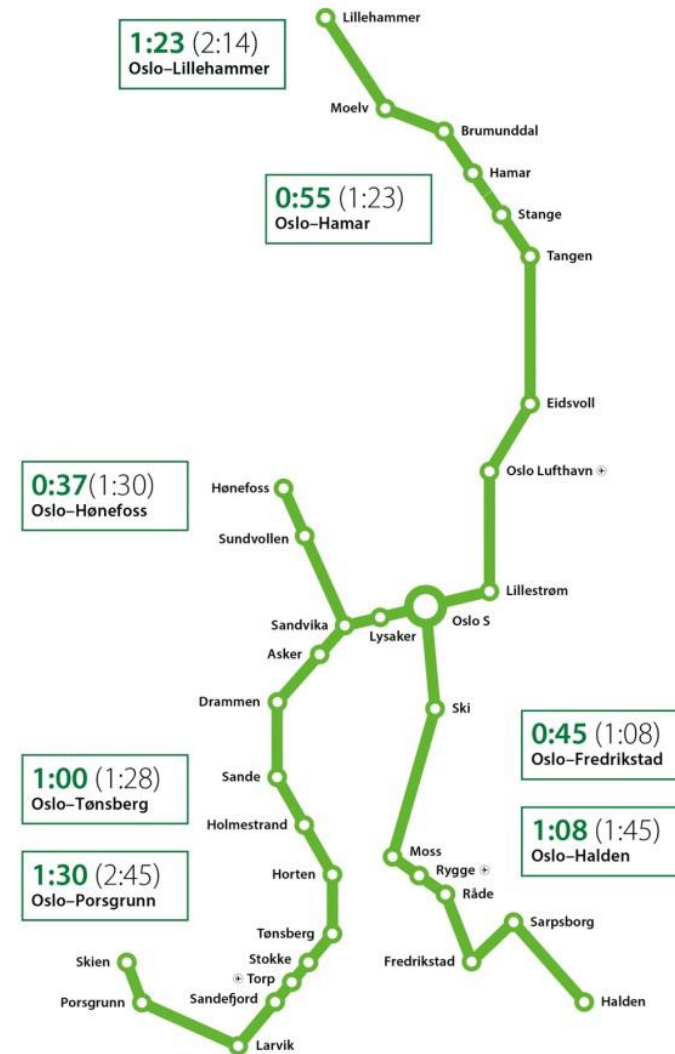 Lillehammer
1:23 (2:14)
Oslo–Lillehammer
Moelv
Brumunddal
Hamar
0:55 (1:23)
Oslo–Hamar
Stange
Tangen
Eidsvoll
Oslo Lufthavn
0:37(1:30)
Oslo–Hønefoss
Hønefoss
Sundvollen
Lillestrøm
Sandvika
Lysaker
Oslo S
Asker
Drammen
Ski
0:45 (1:08)
Oslo–Fredrikstad
Sande
1:00 (1:28)
Oslo–Tønsberg
Holmestrand
1:08 (1:45)
Oslo–Halden
Moss
Rygge
Råde
1:30 (2:45)
Oslo–Porsgrunn
Horten
Sarpsborg
Tønsberg
Stokke
Torp
Sandefjord
Fredrikstad
Skien
Porsgrunn
Halden
Larvik